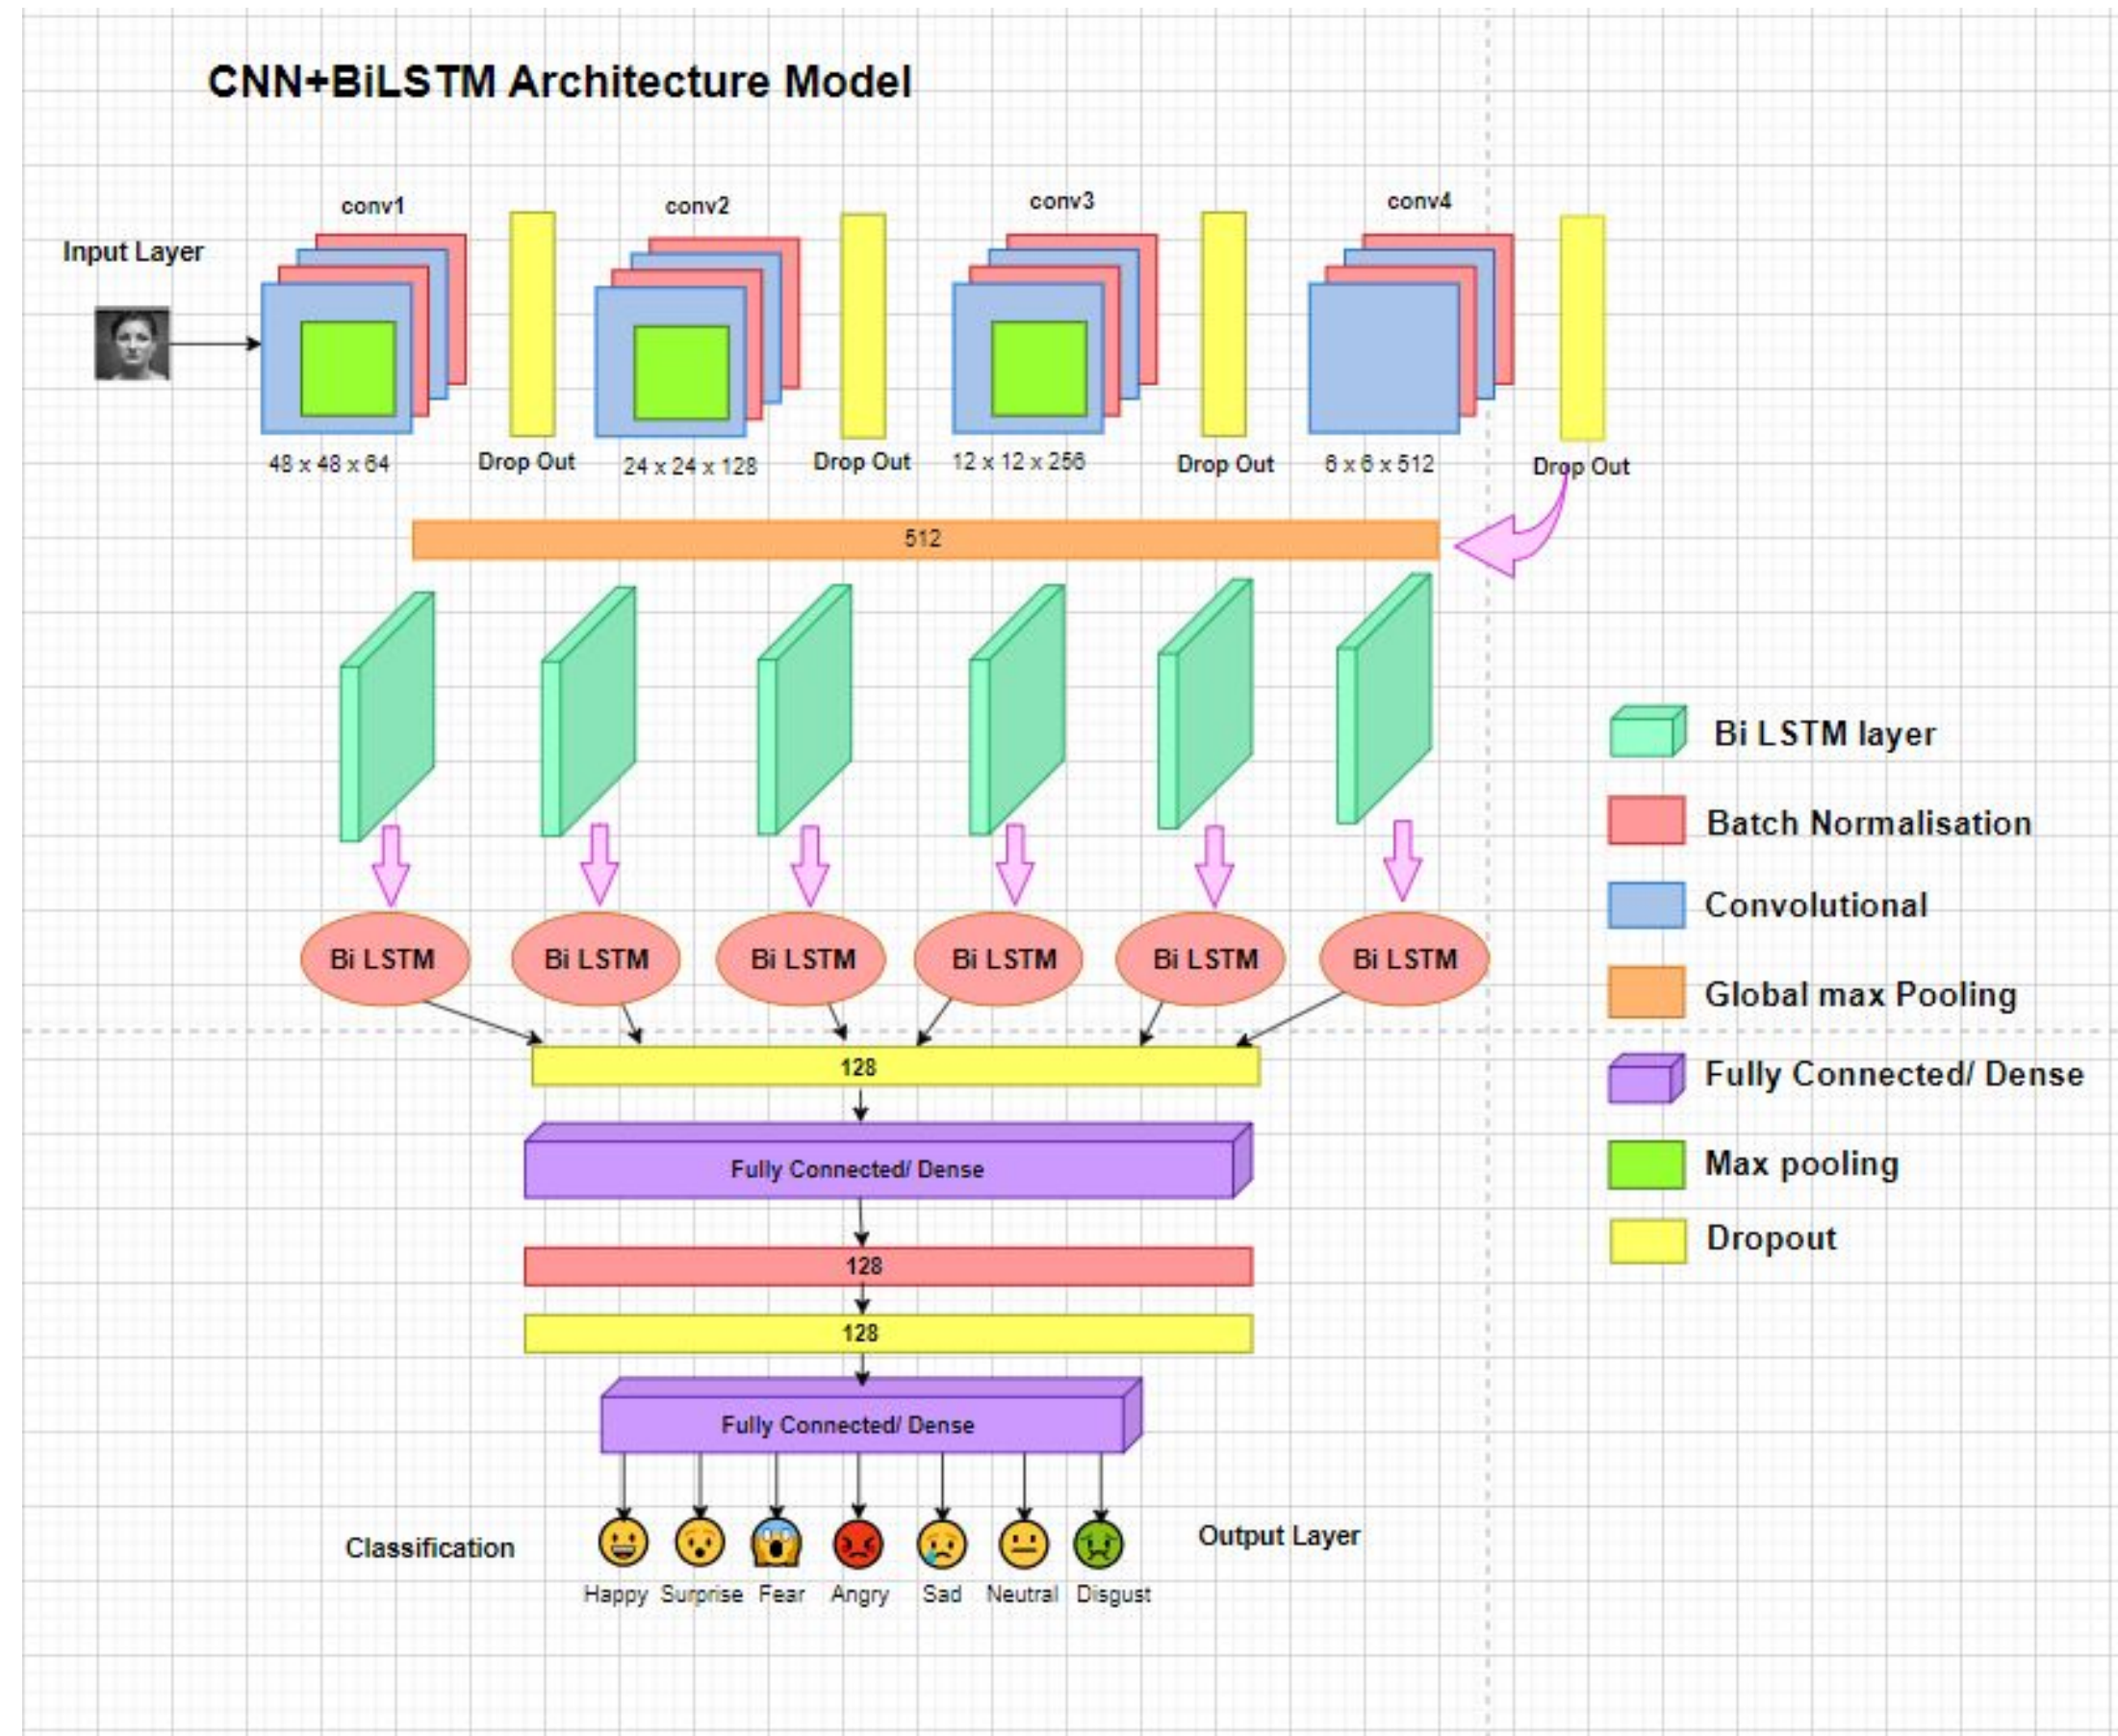 CNN+BiLSTM Architecture Model
conv1
conv2
conv3
conv4
Input Layer
48 x 48 x 64
Drop Out
24 x 24 x 128
Drop Out
12 x 12 x 256
Drop Out
6 x 6 x 512
Drop Out
512
Bi LSTM layer
Batch Normalisation
Convolutional
Global max Pooling
Fully Connected/ Dense
Max pooling
Dropout
Bi LSTM
Bi LSTM
Bi LSTM
Bi LSTM
Bi LSTM
Bi LSTM
128
Fully Connected/ Dense
128
128
Fully Connected/ Dense
Classification
Output Layer
Happy
Surprise
Fear
Angry
Sad
Neutral
Disgust